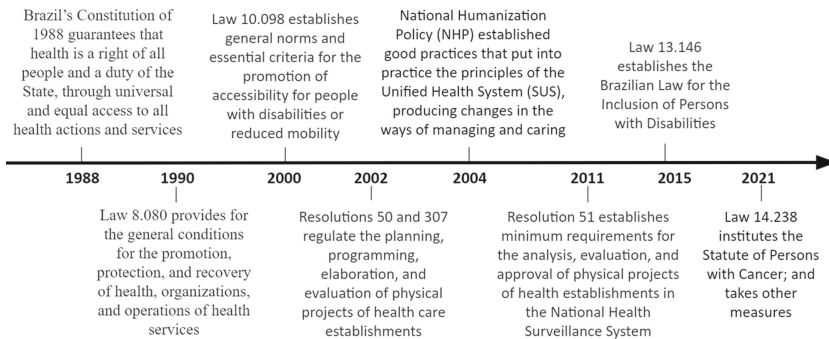 Brazil's Constitution of
1988 guarantees that
health is a right of all
people and a duty of the
State, through universal
and equal access to all
health actions and services
Law 10.098 establishes
general norms and
essential criteria for the
promotion of
accessibility for people
with disabilities or
reduced mobility
National Humanization
Policy (NHP) established
good practices that put into
practice the principles of the
Unified Health System (SUS),
producing changes in the
ways of managing and caring
Law 13.146
establishes the
Brazilian Law for the
Inclusion of Persons
with Disabilities
1988 1990 2000 2002 2004 2011 2015 2021
Law 8.080 provides for
the general conditions
for the promotion,
protection, and recovery
of health, organizations,
and operations of health
services
Resolutions 50 and 307
regulate the planning,
programming,
elaboration, and
evaluation of physical
projects of health care
establishments
Resolution 51 establishes
minimum requirements for
the analysis, evaluation, and
approval of physical projects
of health establishments in
the National Health
Surveillance System
Law 14.238
institutes the
Statute of Persons
with Cancer; and
takes other
measures